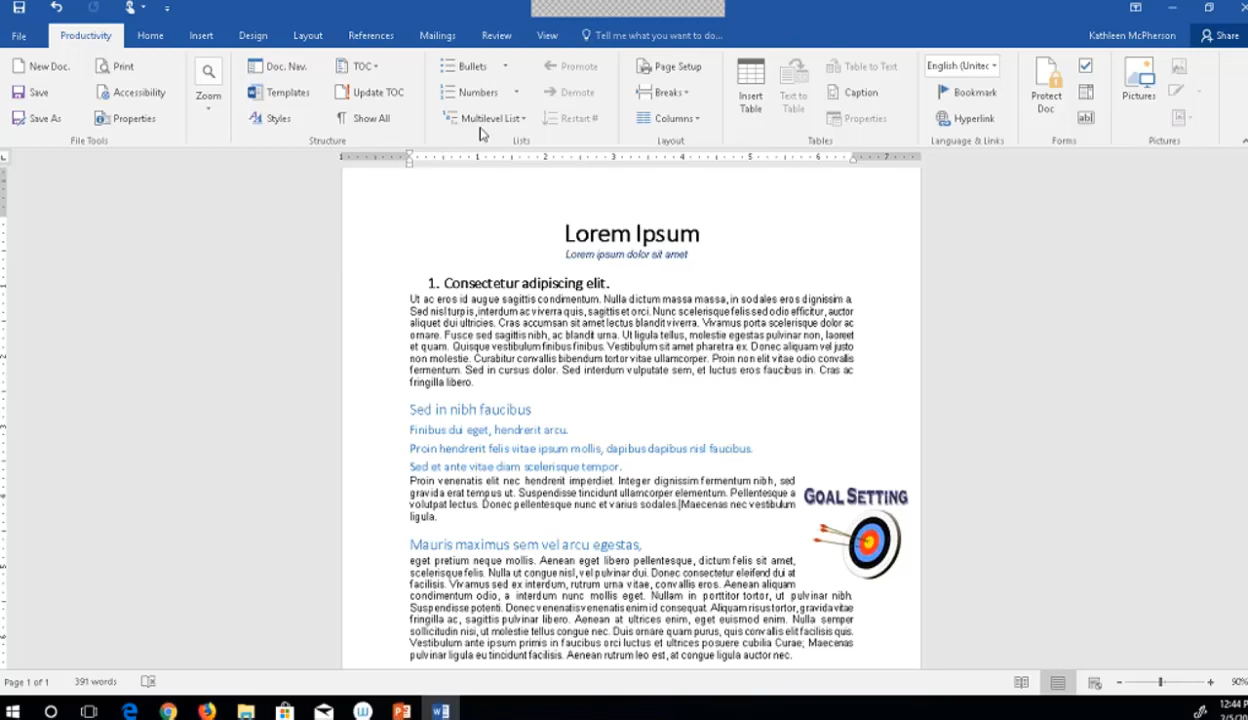 File Productivity Home Insert Design Layout References Mailings Review View Tell me what you want to do... Kathleen McPherson Share
New Doc. Print Doc. Nav. TOC Bullets Promote Page Setup Table to Text English (Unitec Bookmark
Save Accessibility Zoom Templates Update TOC Numbers Demote Breaks Insert Table Text to Table Caption Protect Doc Pictures
Save As Properties Styles Show All Multilevel List Restart # Columns Properties Hyperlink ab|
File Tools Structure Lists Layout Tables Language & Links Forms Pictures
1 1 2 3 4 5 6 7
Lorem Ipsum
Lorem ipsum dolor sit amet
1. Consectetur adipiscing elit.
Ut ac eros id augue sagittis condimentum. Nulla dictum massa massa, in sodales eros dignissim a.
Sed nisl turpis, interdum ac viverra quis, sagittis et orci. Nunc scelerisque felis sed odio efficitur, auctor
aliquet dui ultricies. Cras accumsan sit amet lectus blandit viverra. Vivamus porta scelerisque dolor ac
ornare. Fusce sed sagittis nibh, ac blandit urna. Ut ligula tellus, molestie egestas pulvinar non, laoreet
et quam. Quisque vestibulum finibus finibus. Vestibulum sit amet pharetra ex. Donec aliquam vel justo
non molestie. Curabitur convallis bibendum tortor vitae ullamcorper. Proin non elit vitae odio convallis
fermentum. Sed in cursus dolor. Sed interdum vulputate sem, et luctus eros faucibus in. Cras ac
fringilla libero.
Sed in nibh faucibus
Finibus dui eget, hendrerit arcu.
Proin hendrerit felis vitae ipsum mollis, dapibus dapibus nisl faucibus.
Sed et ante vitae diam scelerisque tempor.
Proin venenatis elit nec hendrerit imperdiet. Integer dignissim fermentum nibh, sed
gravida erat tempus ut. Suspendisse tincidunt ullamcorper elementum. Pellentesque a
volutpat lectus. Donec pellentesque nunc et varius sodales. Maecenas nec vestibulum
ligula.
GOAL SETTING
Mauris maximus sem vel arcu egestas,
eget pretium neque mollis. Aenean eget libero pellentesque, dictum felis sit amet,
scelerisque felis. Nulla ut congue nisl, vel pulvinar dui. Donec consectetur eleifend dui at
facilisis. Vivamus sed ex interdum, rutrum urna vitae, convallis eros. Aenean aliquam
condimentum odio, a interdum nunc mollis eget. Nullam in porttitor tortor, ut pulvinar nibh.
Suspendisse potenti. Donec venenatis venenatis enim id consequat. Aliquam risus tortor, gravida vitae
fringilla ac, sagittis pulvinar libero. Aenean at ultrices enim, eget euismod enim. Nulla semper
sollicitudin nisi, ut molestie tellus congue nec. Duis ornare quam purus, quis convallis elit facilisis quis.
Vestibulum ante ipsum primis in faucibus orci luctus et ultrices posuere cubilia Curae; Maecenas
pulvinar ligula eu tincidunt facilisis. Aenean rutrum leo est, at congue ligula auctor nec.
Page 1 of 1 391 words 90%
12:44 P